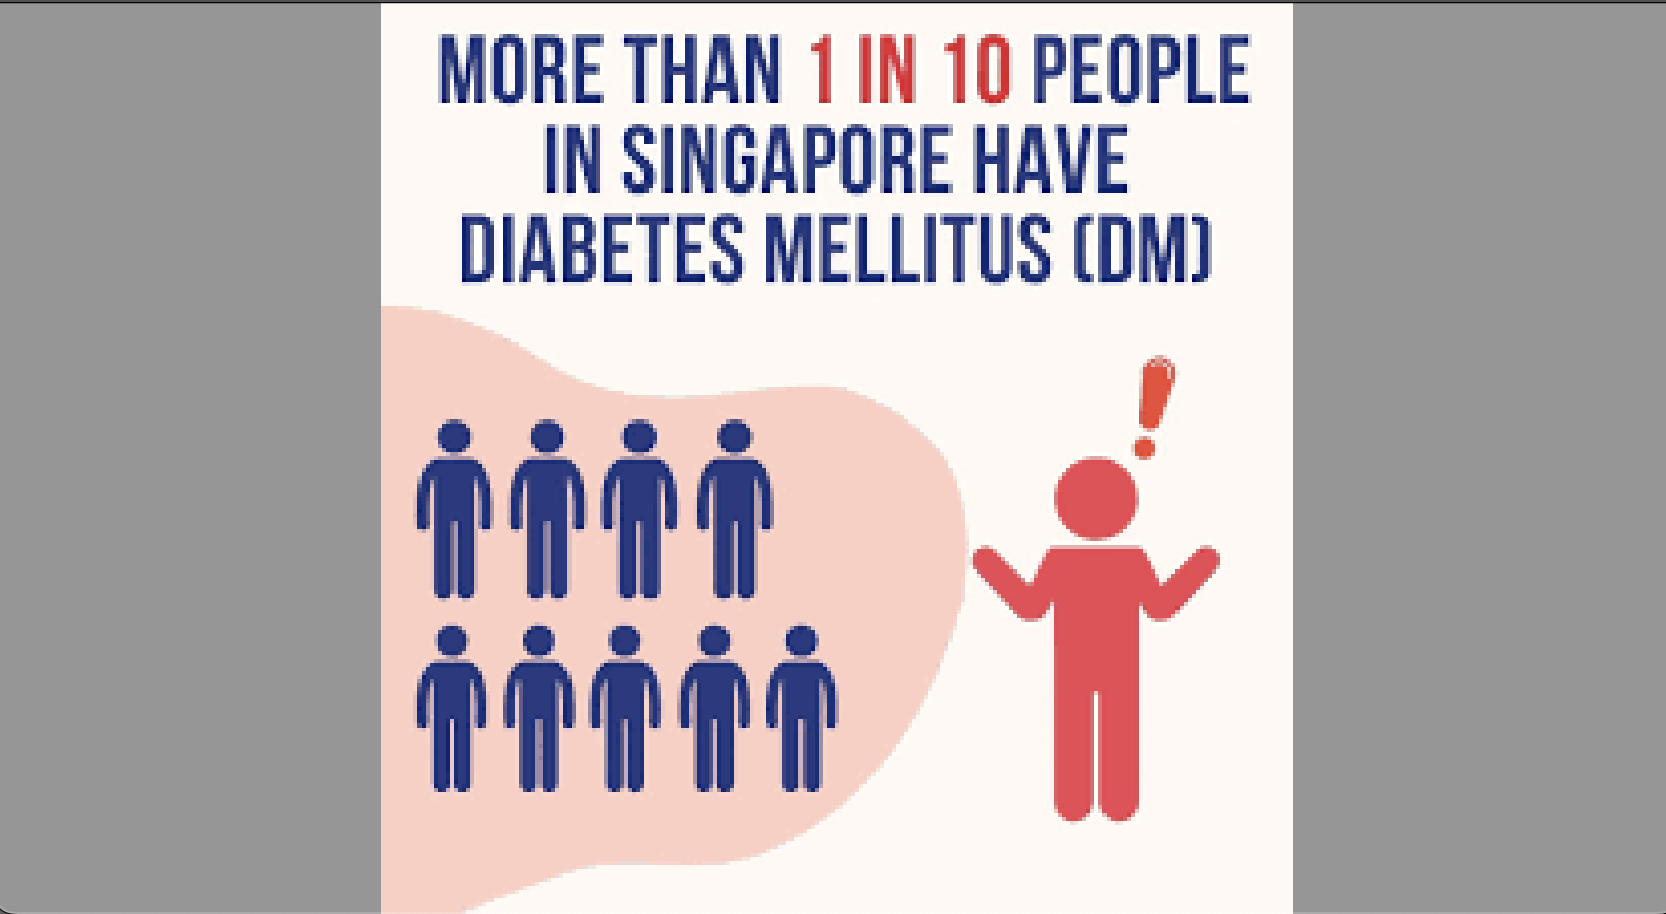 MORE THAN 1 IN 10 PEOPLE
IN SINGAPORE HAVE
DIABETES MELLITUS (DM)